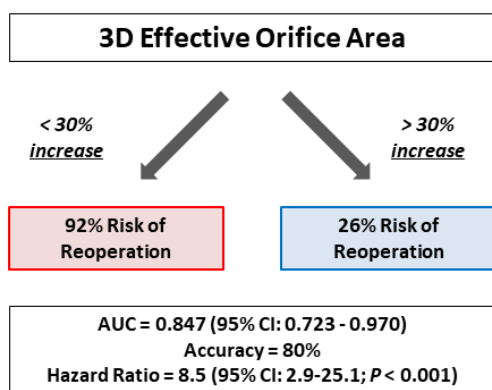 3D Effective Orifice Area
< 30%
increase
> 30%
increase
92% Risk of
Reoperation
26% Risk of
Reoperation
AUC = 0.847 (95% CI: 0.723 - 0.970)
Accuracy = 80%
Hazard Ratio = 8.5 (95% CI: 2.9-25.1; P < 0.001)